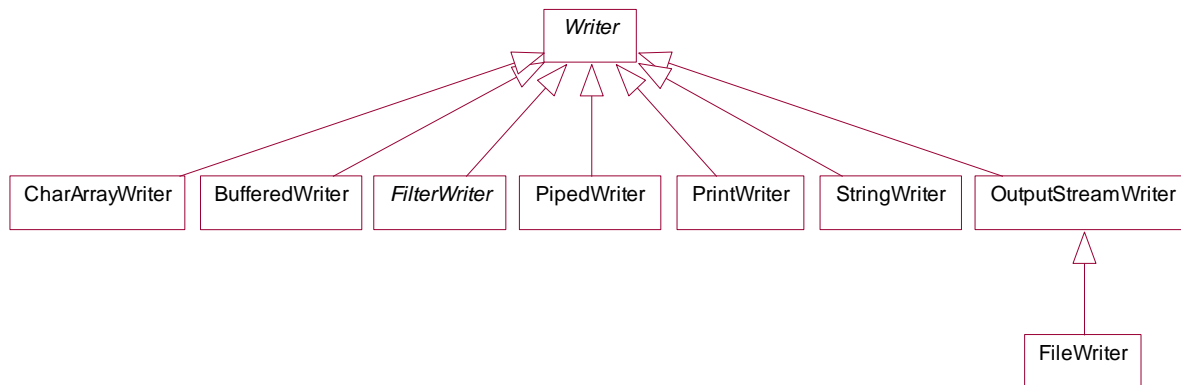 Writer
CharArrayWriter
BufferedWriter
FilterWriter
PipedWriter
PrintWriter
StringWriter
OutputStreamWriter
FileWriter